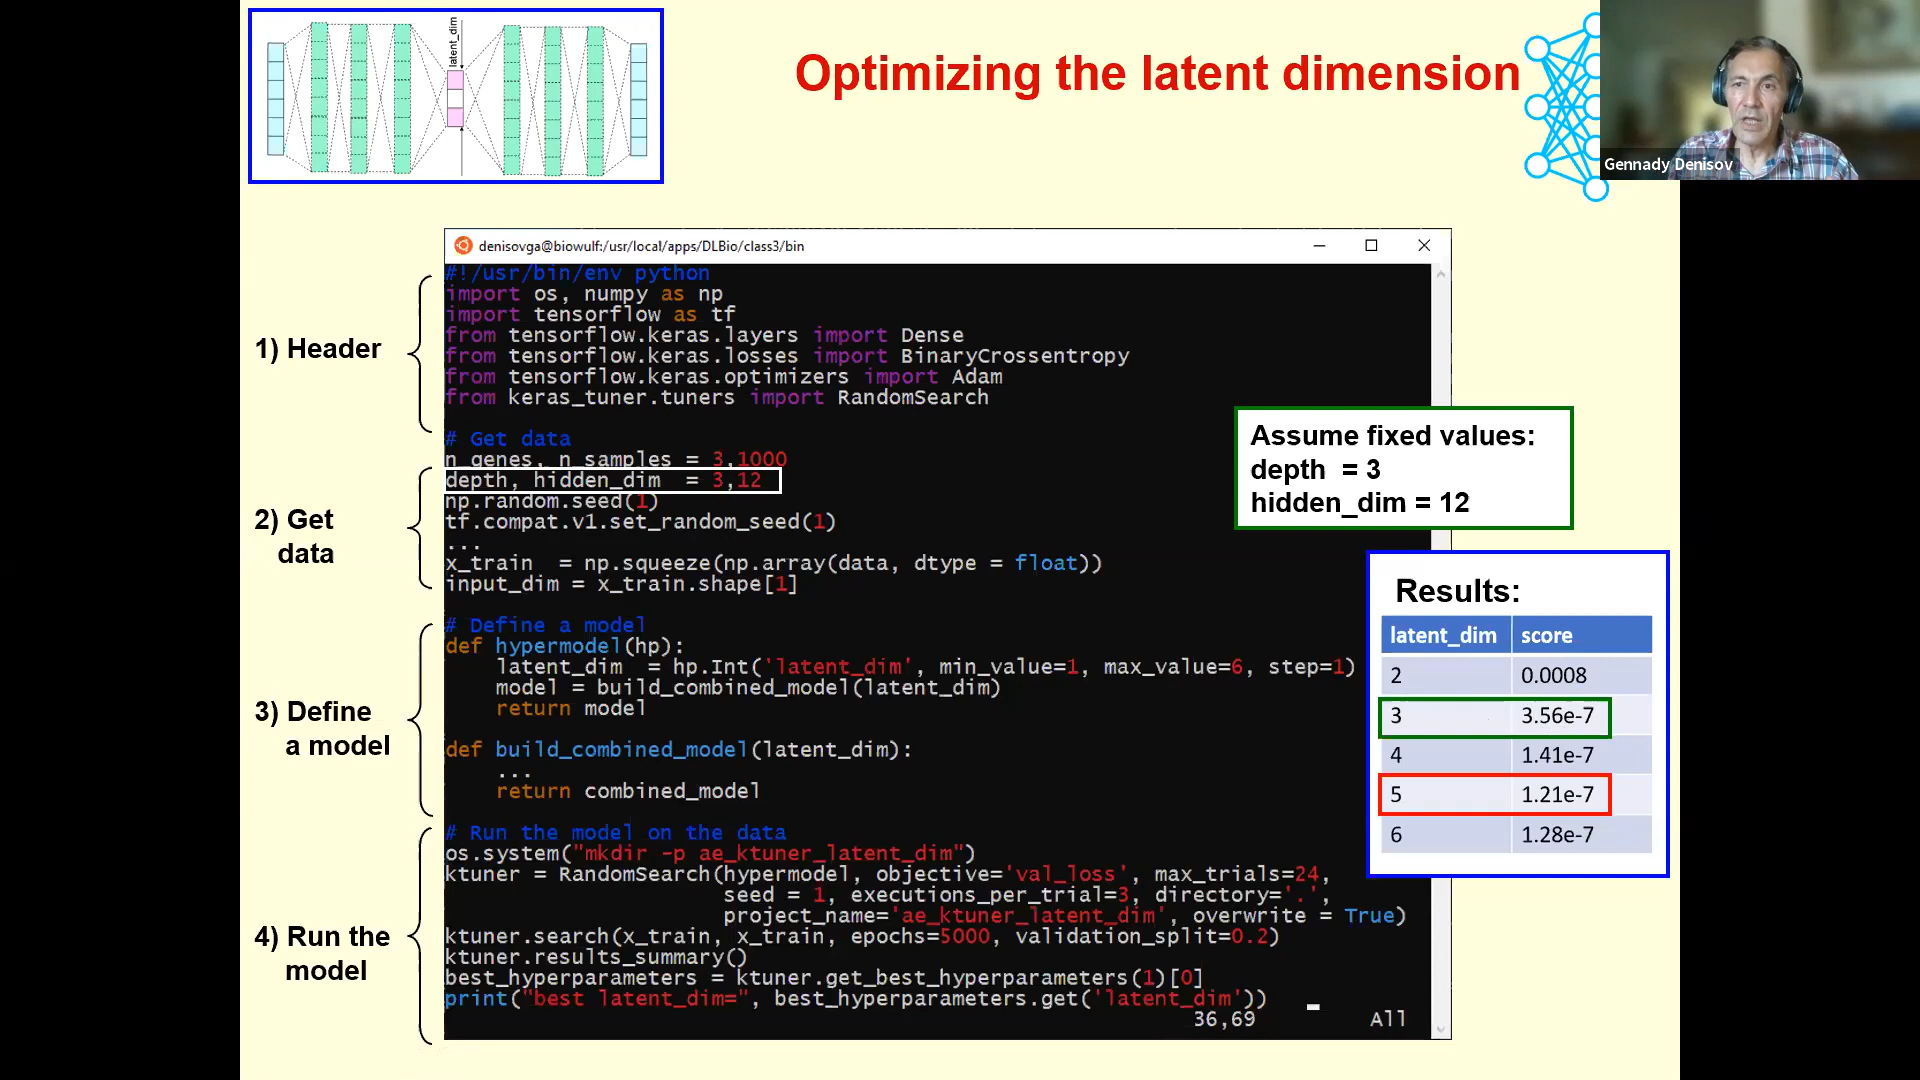 latent_dim
Optimizing the latent dimension
Gennady Denisov
denisovga@biowulf:/usr/local/apps/DLBio/class3/bin
1) Header
#!/usr/bin/env python
import os, numpy as np
import tensorflow as tf
from tensorflow.keras.layers import Dense
from tensorflow.keras.losses import BinaryCrossentropy
from tensorflow.keras.optimizers import Adam
from keras_tuner.tuners import RandomSearch
2) Get
data
# Get data
n_genes, n_samples = 3,1000
depth, hidden_dim  = 3,12
np.random.seed(1)
tf.compat.v1.set_random_seed(1)
...
x_train  = np.squeeze(np.array(data, dtype = float))
input_dim = x_train.shape[1]
Assume fixed values:
depth  = 3
hidden_dim = 12
3) Define
a model
# Define a model
def hypermodel(hp):
    latent_dim  = hp.Int('latent_dim', min_value=1, max_value=6, step=1)
    model = build_combined_model(latent_dim)
    return model
def build_combined_model(latent_dim):
    ...
    return combined_model
Results:
latent_dim score
2 0.0008
3 3.56e-7
4 1.41e-7
5 1.21e-7
6 1.28e-7
4) Run the
model
# Run the model on the data
os.system("mkdir -p ae_ktuner_latent_dim")
ktuner = RandomSearch(hypermodel, objective='val_loss', max_trials=24,
                      seed = 1, executions_per_trial=3, directory='.',
                      project_name='ae_ktuner_latent_dim', overwrite = True)
ktuner.search(x_train, x_train, epochs=5000, validation_split=0.2)
ktuner.results_summary()
best_hyperparameters = ktuner.get_best_hyperparameters(1)[0]
print("best latent_dim=", best_hyperparameters.get('latent_dim'))
36,69 All